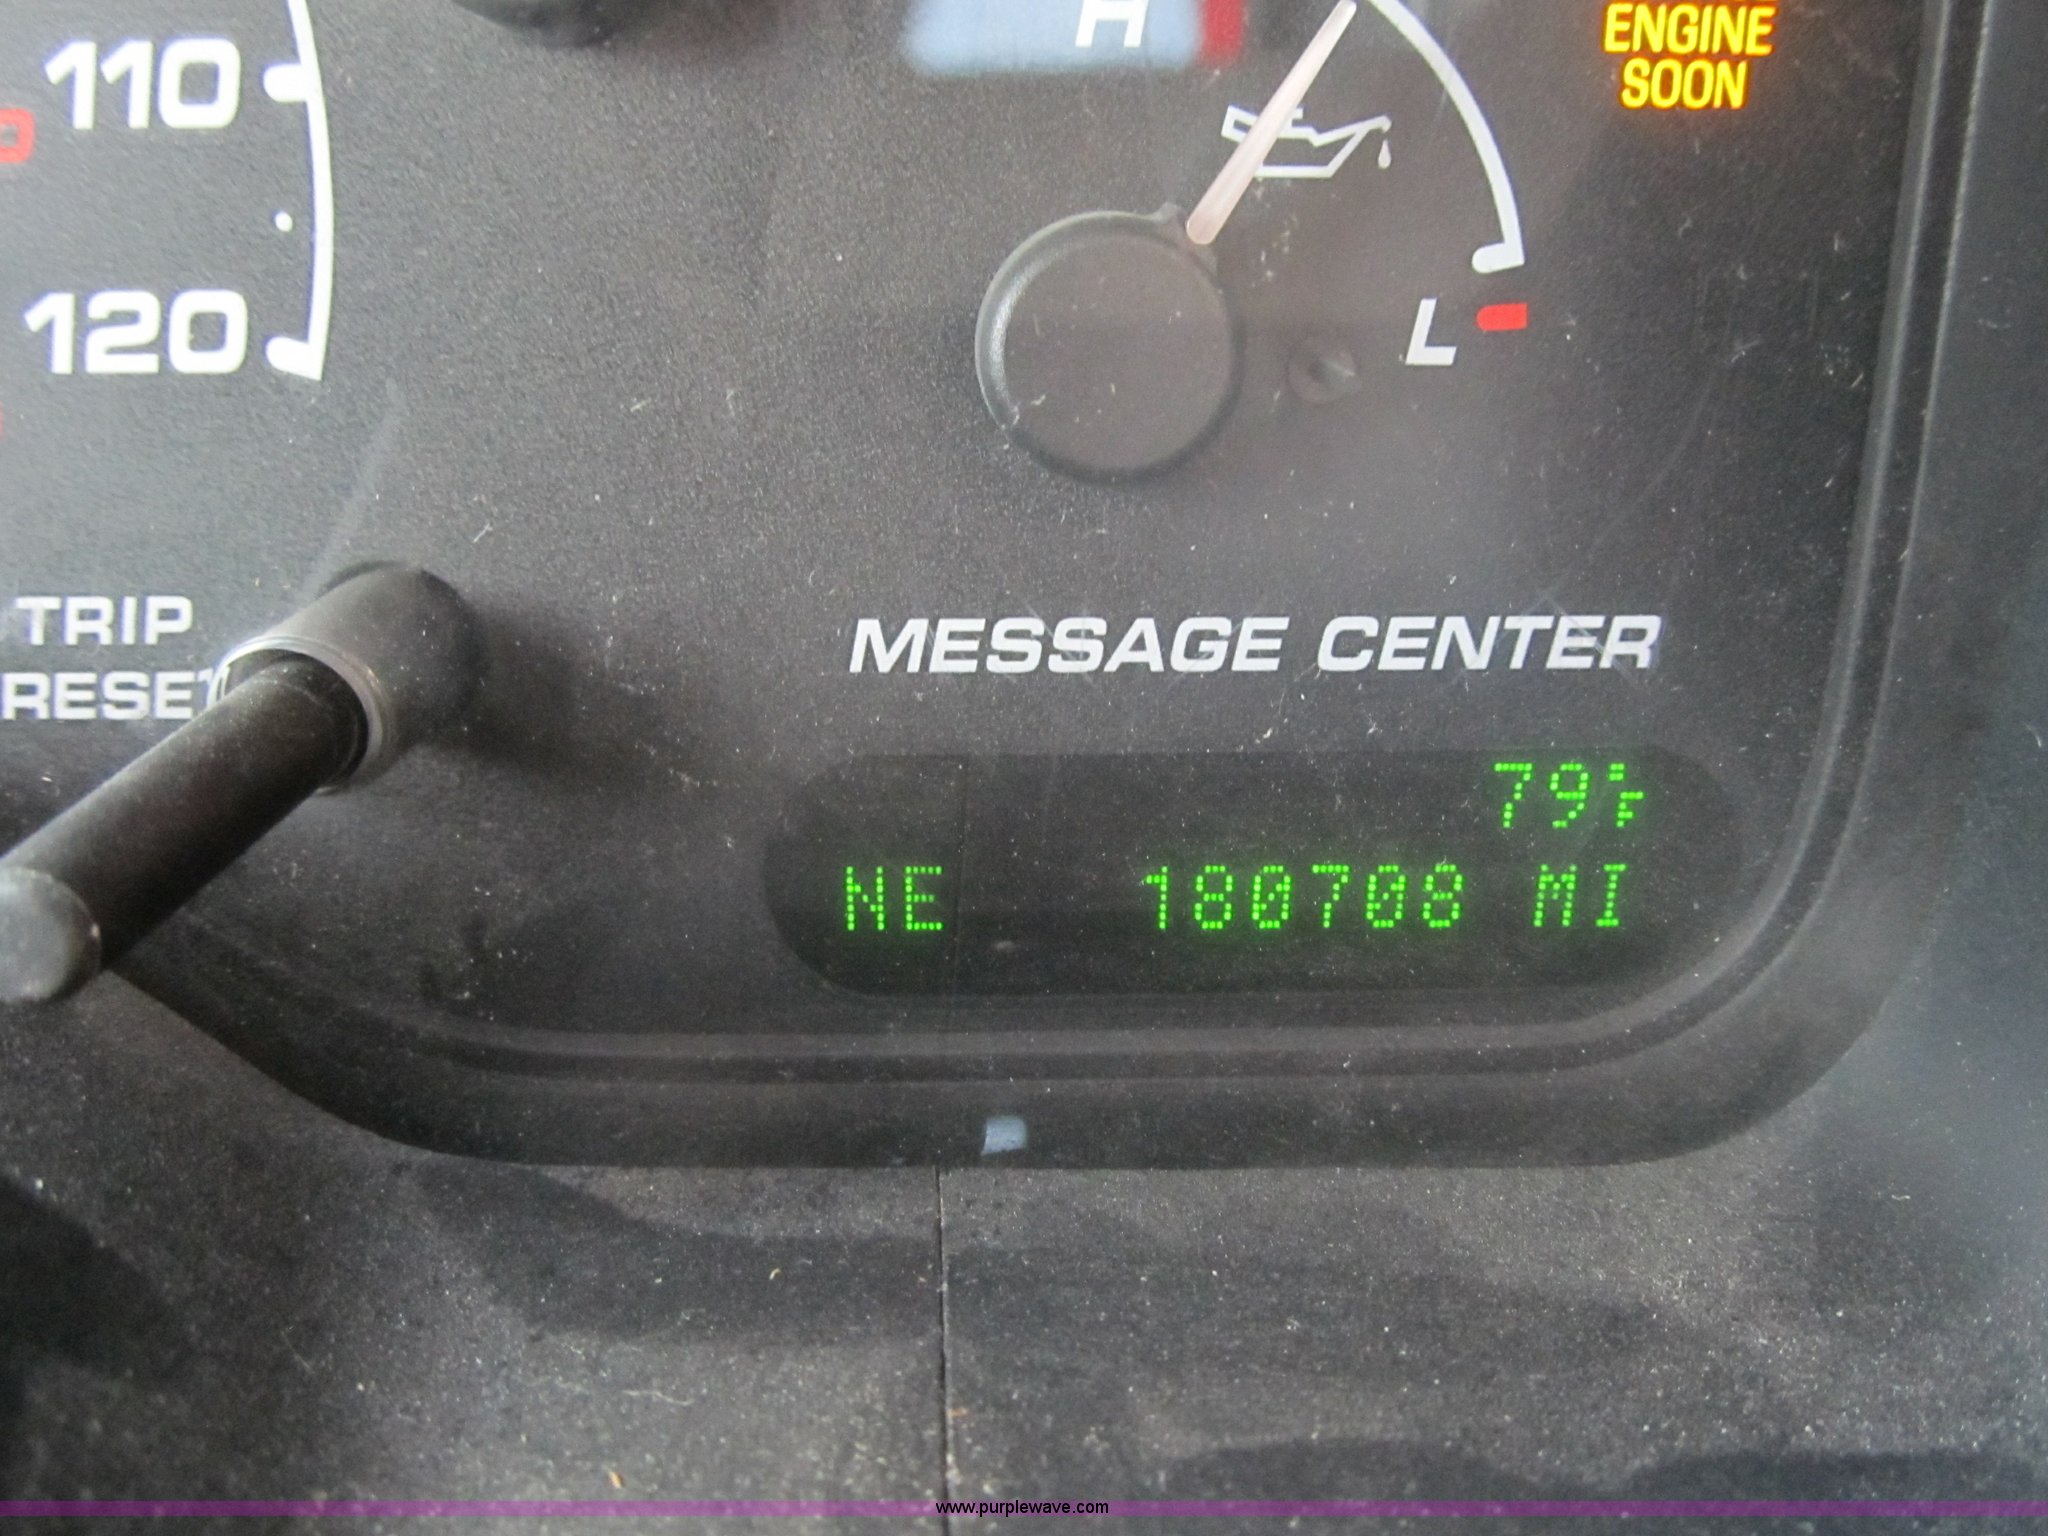 H
ENGINE
SOON
110
120
L
TRIP
RESET
MESSAGE CENTER
79°F
NE 180708 MI
www.purplewave.com